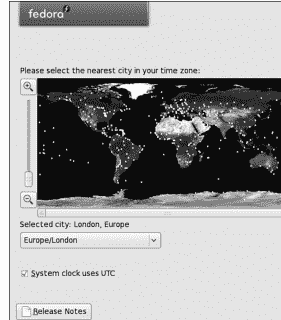 fedora
Please select the nearest city in your time zone:
Selected city: London, Europe
Europe/London
System clock uses UTC
Release Notes